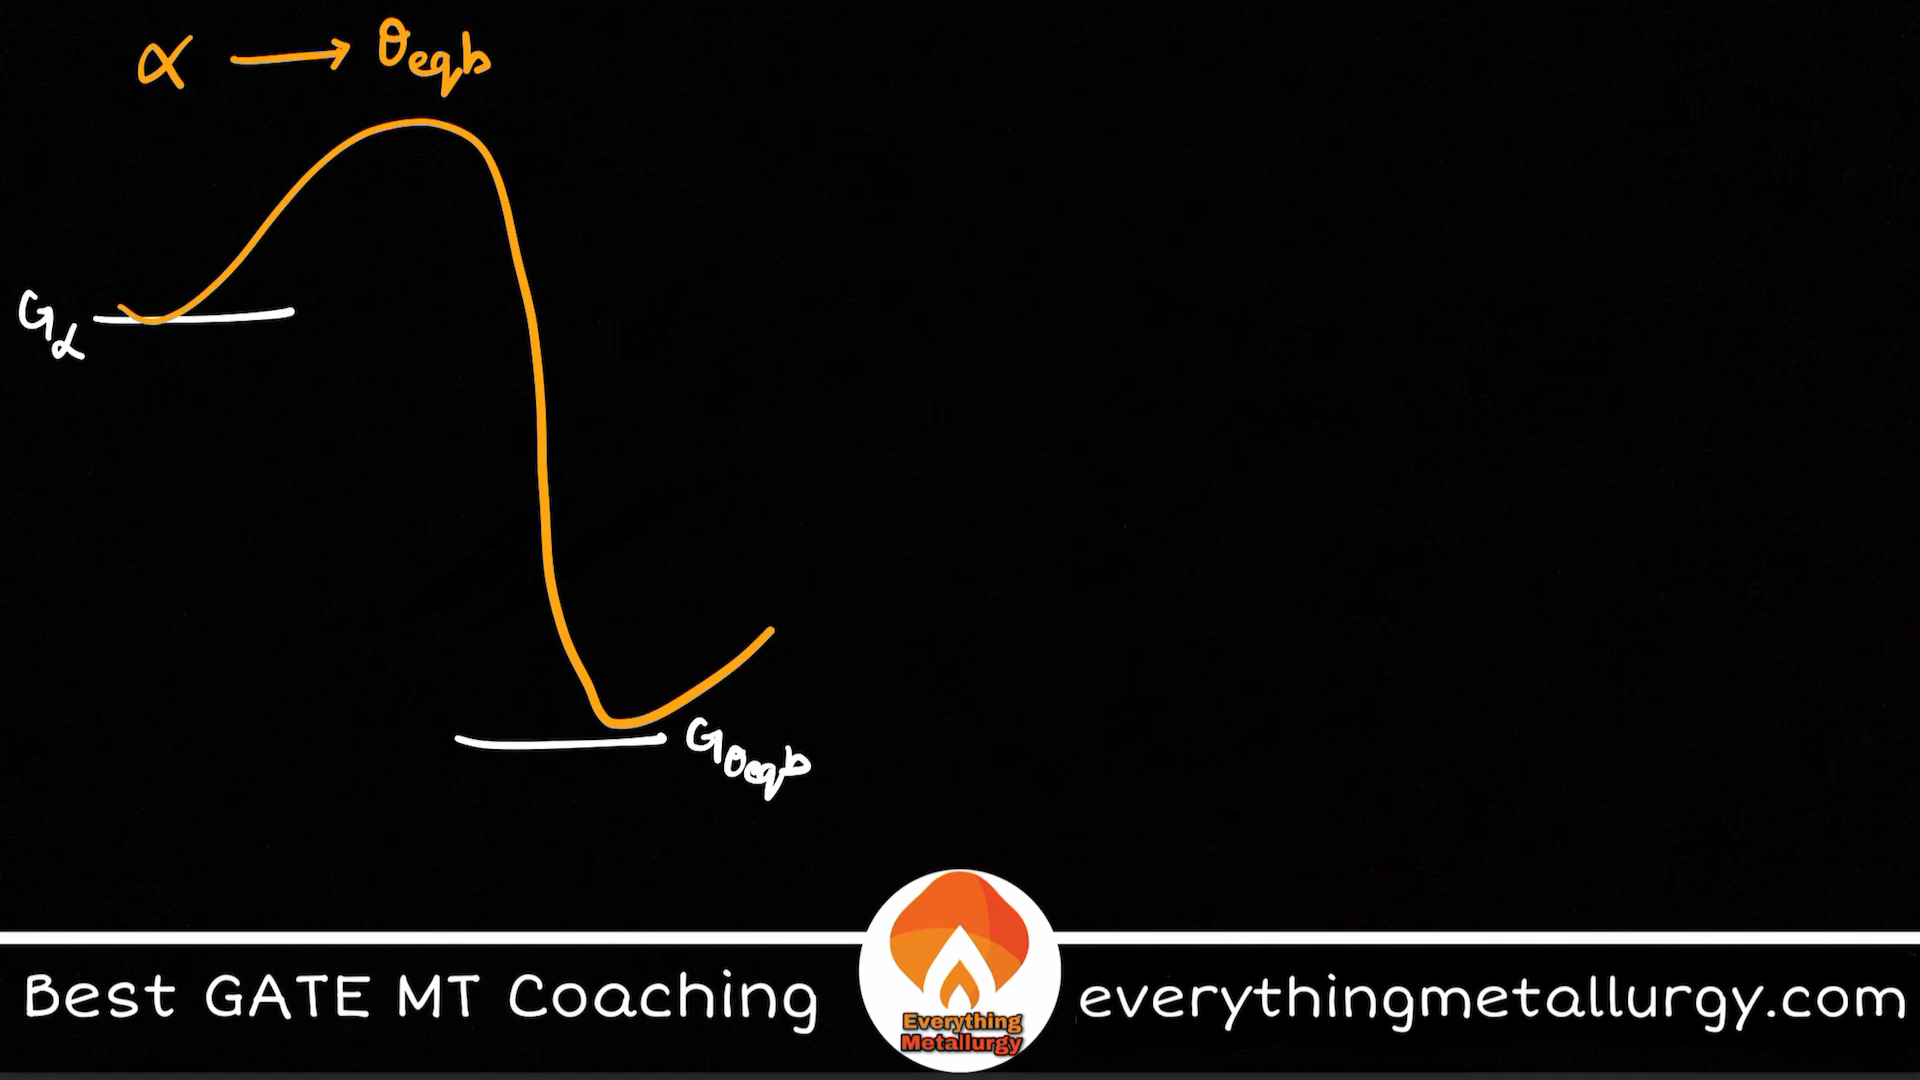 α → θeqb
Gα
Gθeqb
Best GATE MT Coaching
Everything
Metallurgy
everythingmetallurgy.com